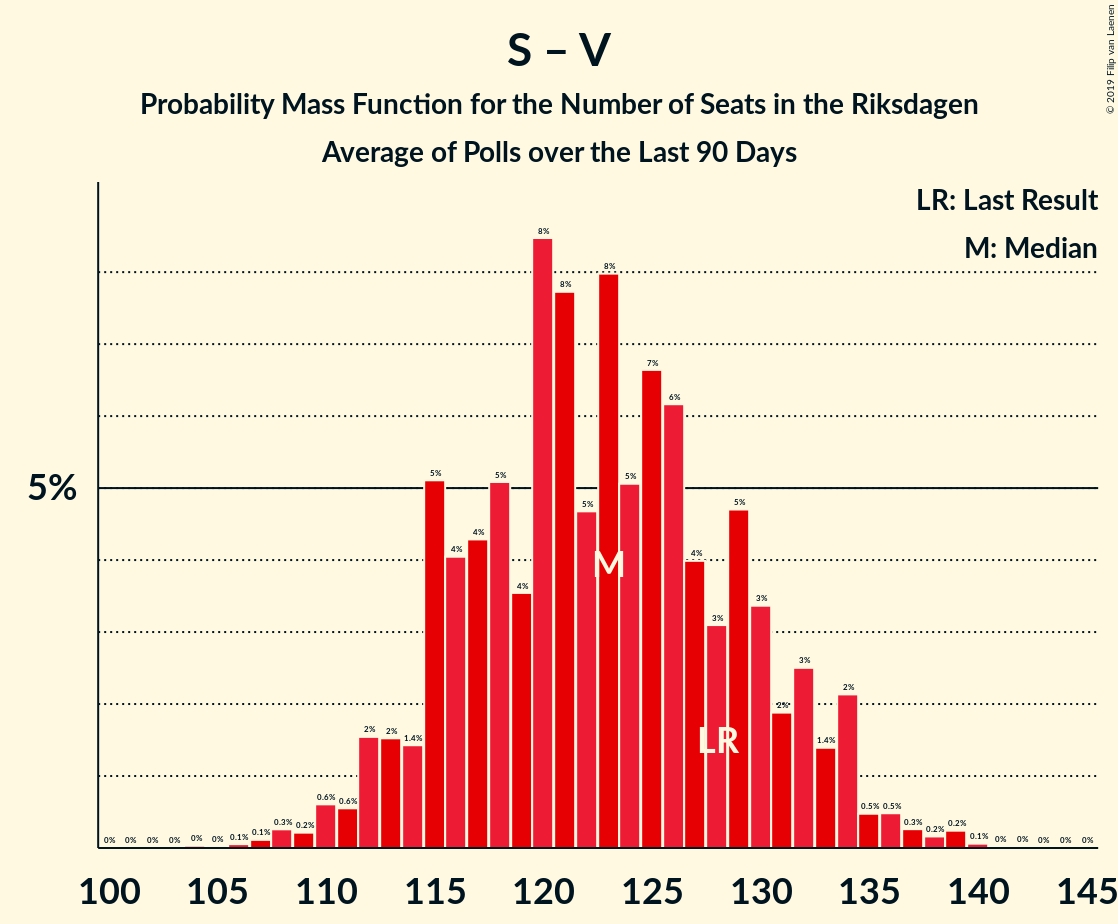 S – V
Probability Mass Function for the Number of Seats in the Riksdagen
Average of Polls over the Last 90 Days
© 2019 Filip van Laenen
LR: Last Result
M: Median
5%
0% 0% 0% 0% 0% 0% 0.1% 0.1% 0.3% 0.2% 0.6% 0.6% 2% 2% 1.4% 5% 4% 4% 5% 4% 8% 8% 5% 8% 5% 7% 6% 4% 3% 5% 3% 2% 3% 1.4% 2% 0.5% 0.5% 0.3% 0.2% 0.2% 0.1% 0% 0% 0% 0% 0%
M
LR
100 105 110 115 120 125 130 135 140 145